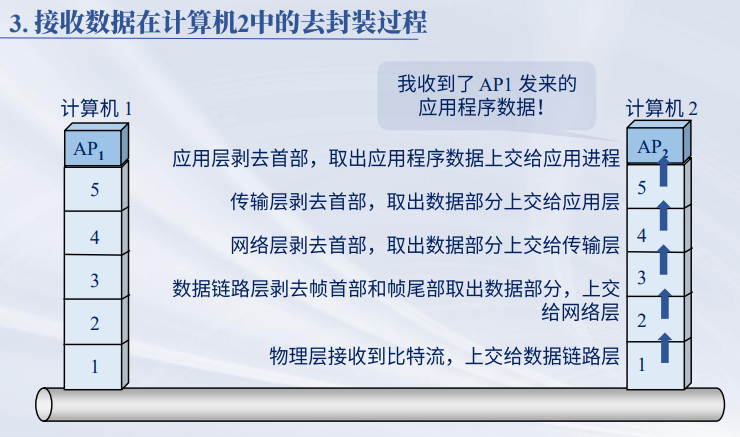 3. 接收数据在计算机2中的去封装过程
我收到了 AP1 发来的
应用程序数据！
计算机 1
计算机 2
AP1
AP2
应用层剥去首部，取出应用程序数据上交给应用进程
5
5
传输层剥去首部，取出数据部分上交给应用层
4
4
网络层剥去首部，取出数据部分上交给传输层
3
3
数据链路层剥去帧首部和帧尾部取出数据部分，上交
给网络层
2
2
物理层接收到比特流，上交给数据链路层
1
1